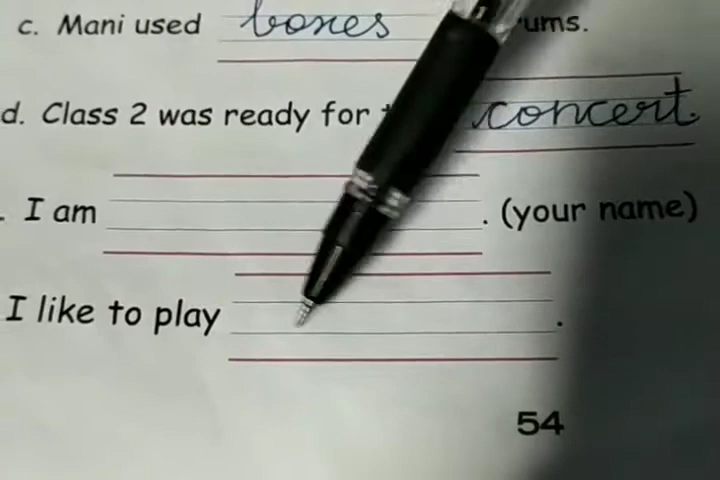 c. Mani used boxes ums.
d. Class 2 was ready for concert.
I am . (your name)
I like to play .
54